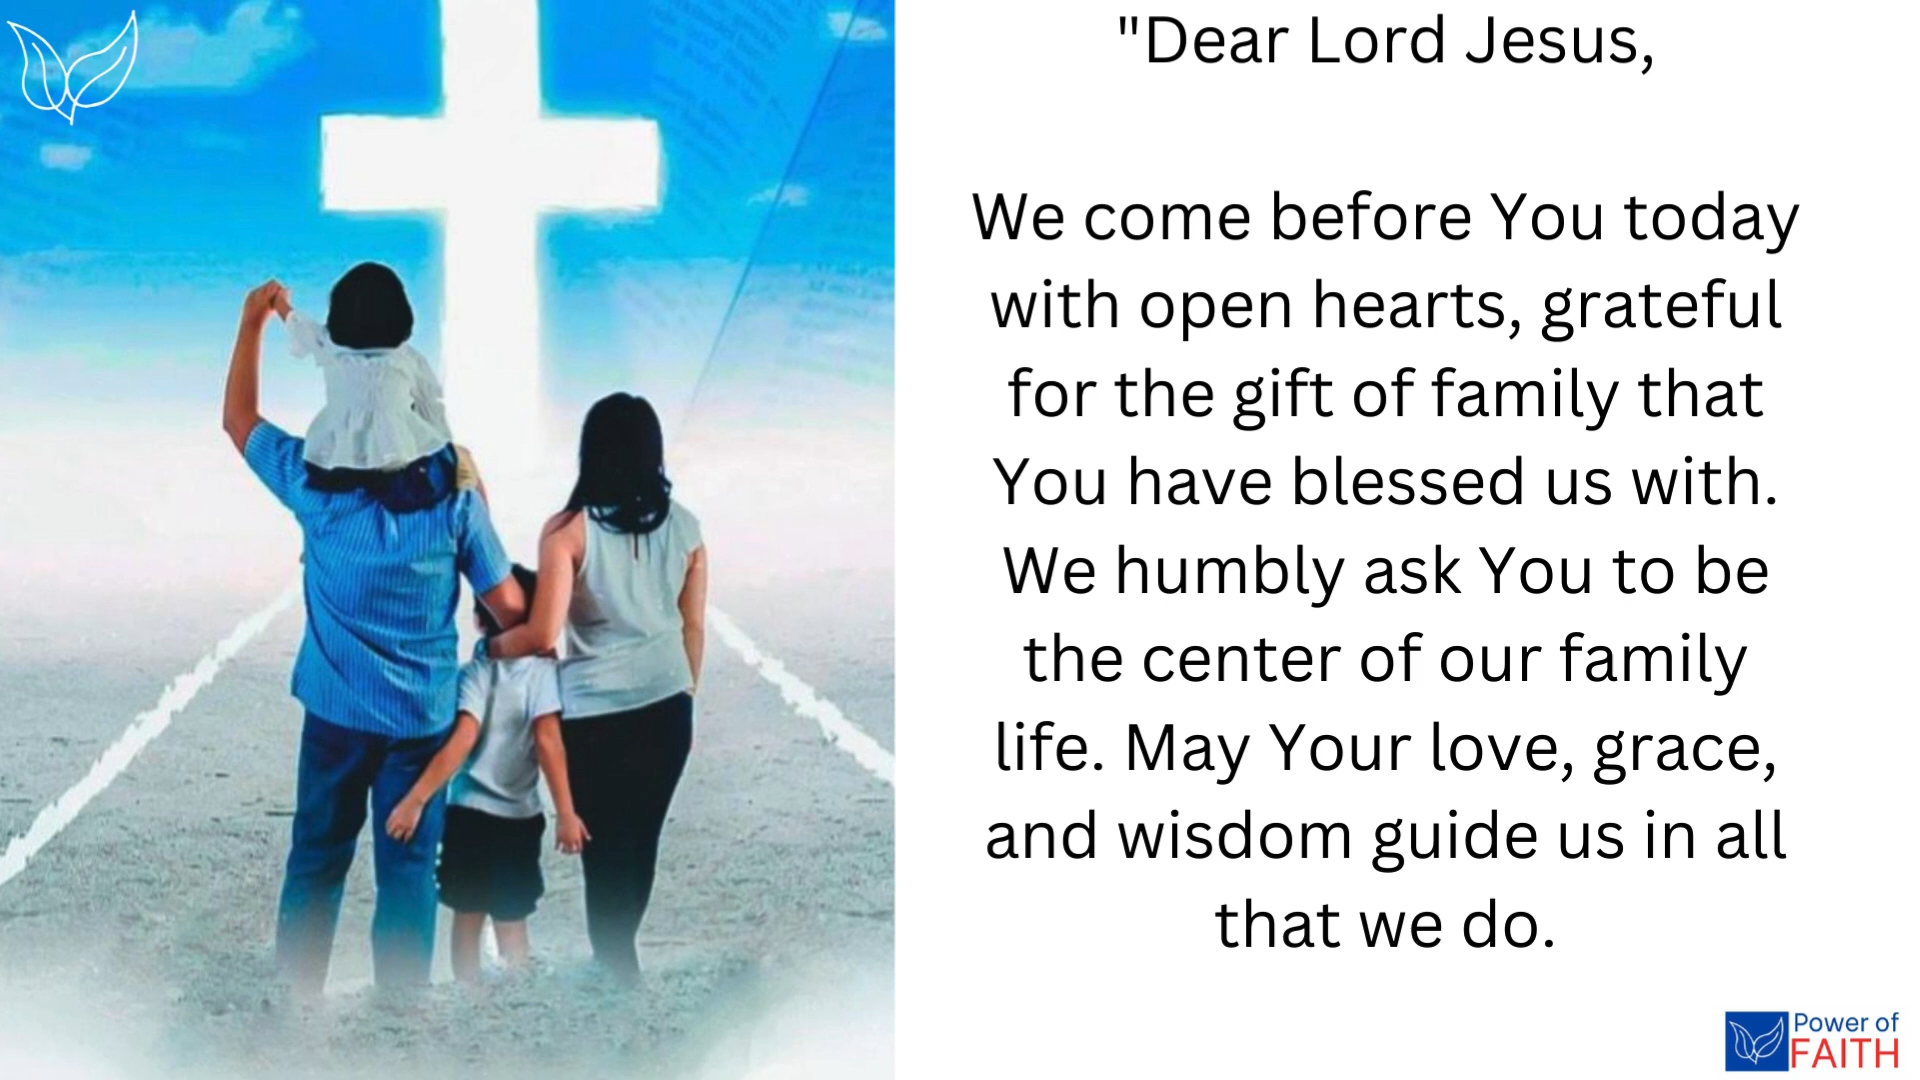 "Dear Lord Jesus,
We come before You today
with open hearts, grateful
for the gift of family that
You have blessed us with.
We humbly ask You to be
the center of our family
life. May Your love, grace,
and wisdom guide us in all
that we do.
Power of
FAITH